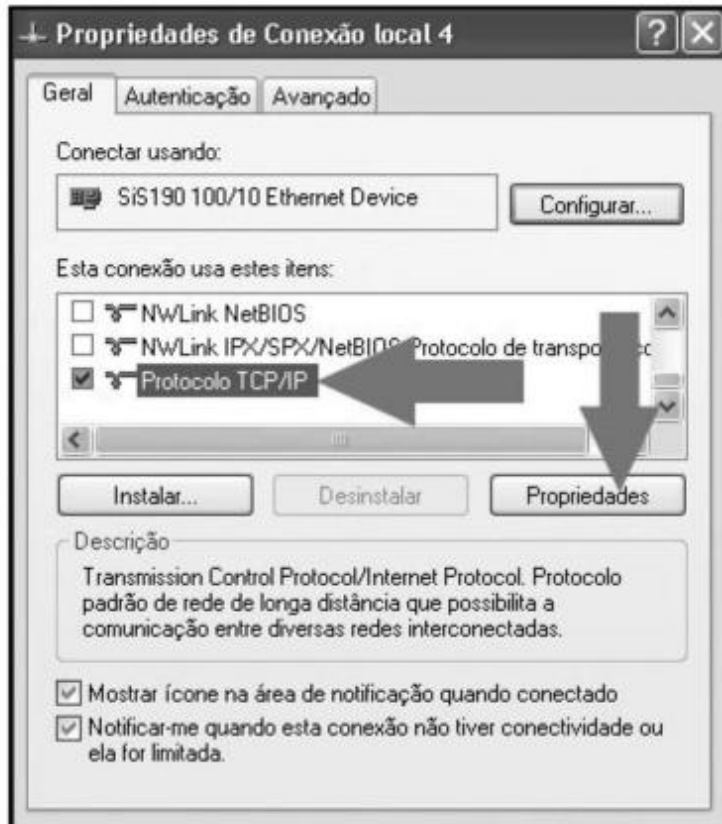 Propriedades de Conexão local 4
Geral
Autenticação
Avançado
Conectar usando:
SiS190 100/10 Ethernet Device
Configurar...
Esta conexão usa estes itens:
NWLink NetBIOS
NWLink IPX/SPX/NetBIOS Protocolo de
Protocolo TCP/IP
Instalar...
Desinstalar
Propriedades
Descrição
Transmission Control Protocol/Internet Protocol. Protocolo
padrão de rede de longa distância que possibilita a
comunicação entre diversas redes interconectadas.
Mostrar ícone na área de notificação quando conectado
Notificar-me quando esta conexão não tiver conectividade ou
ela for limitada.